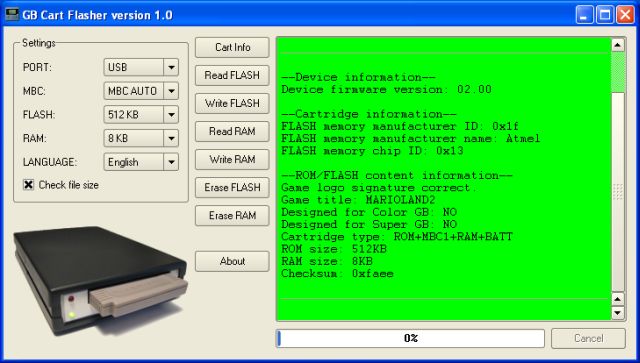 GB Cart Flasher version 1.0
Settings
PORT: USB
MBC: MBC AUTO
FLASH: 512 KB
RAM: 8 KB
LANGUAGE: English
Check file size
Cart Info
Read FLASH
Write FLASH
Read RAM
Write RAM
Erase FLASH
Erase RAM
About
--Device information--
Device firmware version: 02.00
--Cartridge information--
FLASH memory manufacturer ID: 0x1f
FLASH memory manufacturer name: Atmel
FLASH memory chip ID: 0x13
--ROM/FLASH content information--
Game logo signature correct.
Game title: MARIOLAND2
Designed for Color GB: NO
Designed for Super GB: NO
Cartridge type: ROM+MBC1+RAM+BATT
ROM size: 512KB
RAM size: 8KB
Checksum: 0xfaee
0%
Cancel